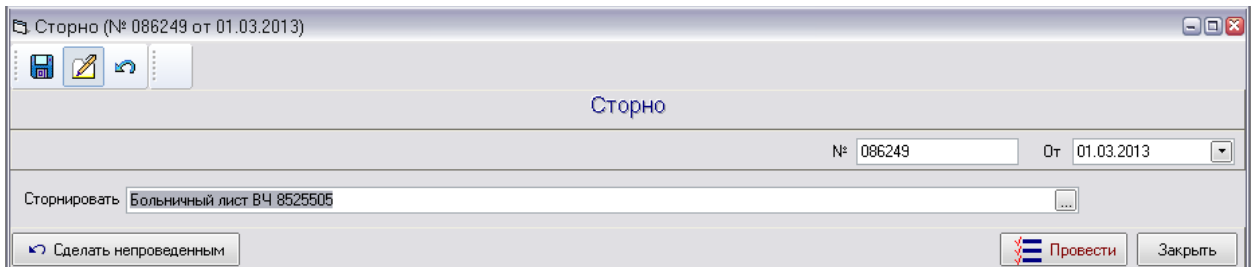 Сторно (№ 086249 от 01.03.2013)
Сторно
№ 086249 От 01.03.2013
Сторнировать Больничный лист ВЧ 8525505 ...
Сделать непроведенным Провести Закрыть